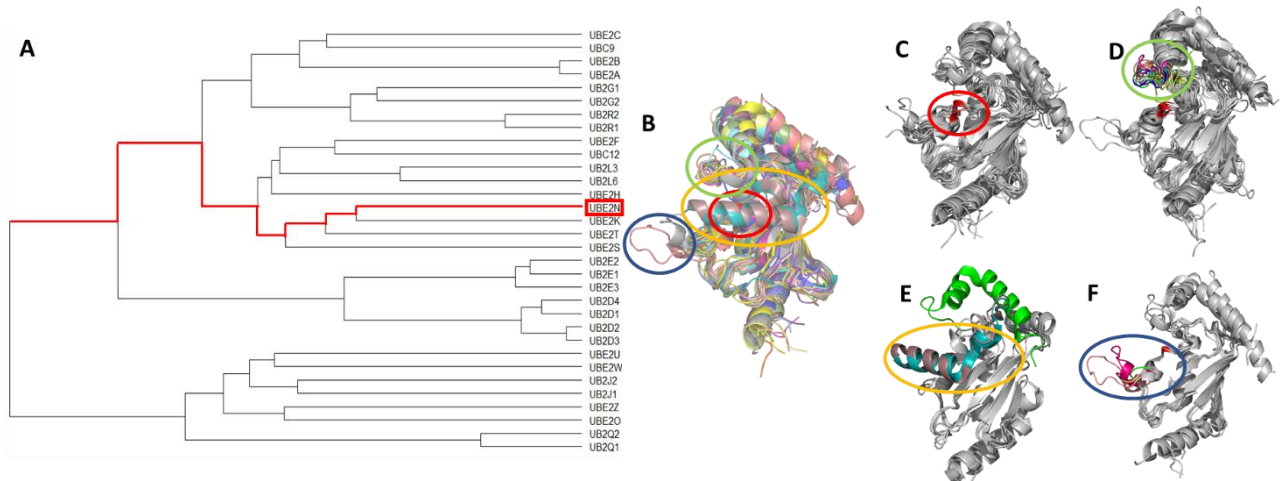 A
UBE2C
UBC9
UBE2B
UBE2A
UB2G1
UB2G2
UB2R2
UB2R1
UBE2F
UBC12
UB2L3
UB2L6
UBE2H
UBE2N
UBE2K
UBE2T
UBE2S
UB2E2
UB2E1
UB2E3
UB2D4
UB2D1
UB2D2
UB2D3
UBE2U
UBE2W
UB2J2
UB2J1
UBE2Z
UBE2O
UB2Q2
UB2Q1
B
C
D
E
F